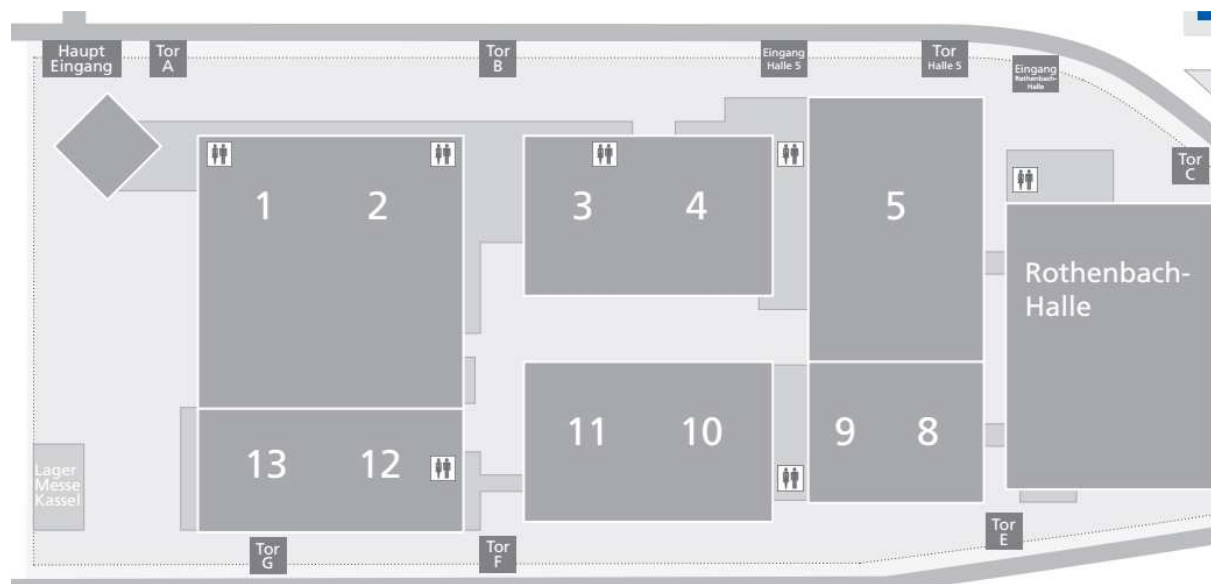 Haupt
Eingang
Tor
A
Tor
B
Eingang
Halle 5
Tor
Halle 5
Eingang
Rothenbach-
Halle
Tor
C
1
2
3
4
5
Rothenbach-
Halle
11
10
9
8
13
12
Lager
Messe
Kassel
Tor
G
Tor
F
Tor
E